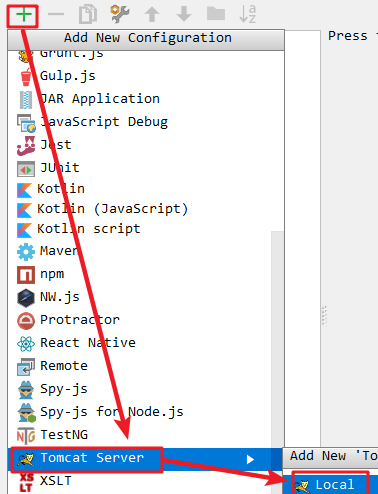 Add New Configuration
Press
Grunt.js
Gulp.js
JAR Application
JavaScript Debug
Jest
JUnit
Kotlin
Kotlin (JavaScript)
Kotlin script
Maven
npm
NW.js
Protractor
React Native
Remote
Spy-js
Spy-js for Node.js
TestNG
Tomcat Server
Add New 'To
XSLT
Local